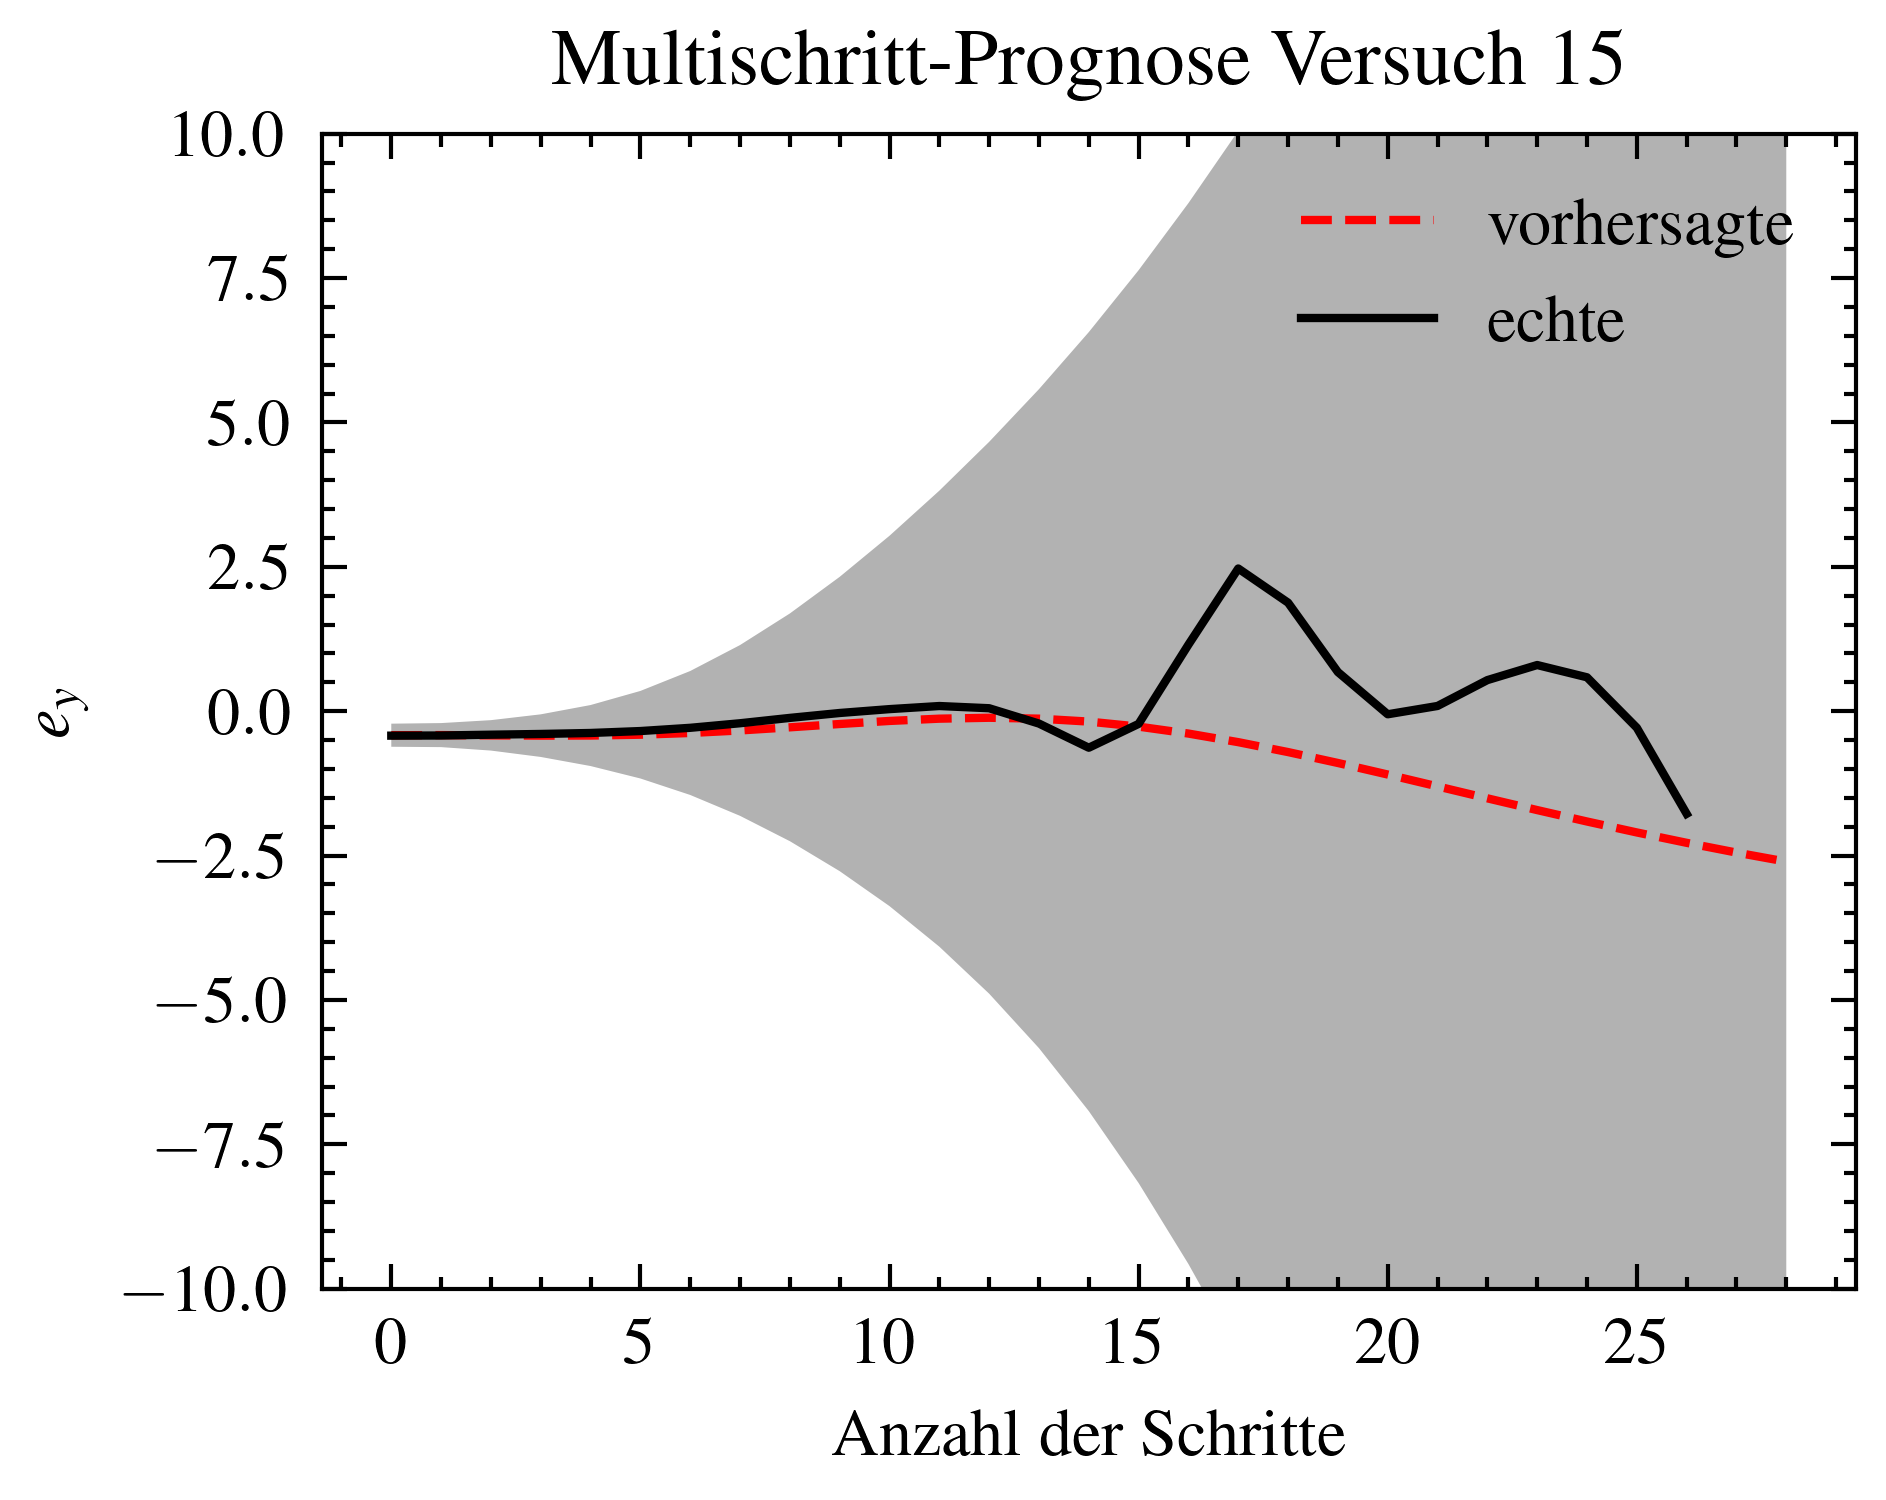 Multischritt-Prognose Versuch 15
10.0
7.5
5.0
2.5
0.0
−2.5
−5.0
−7.5
−10.0
e_y
vorhersagte
echte
0 5 10 15 20 25
Anzahl der Schritte